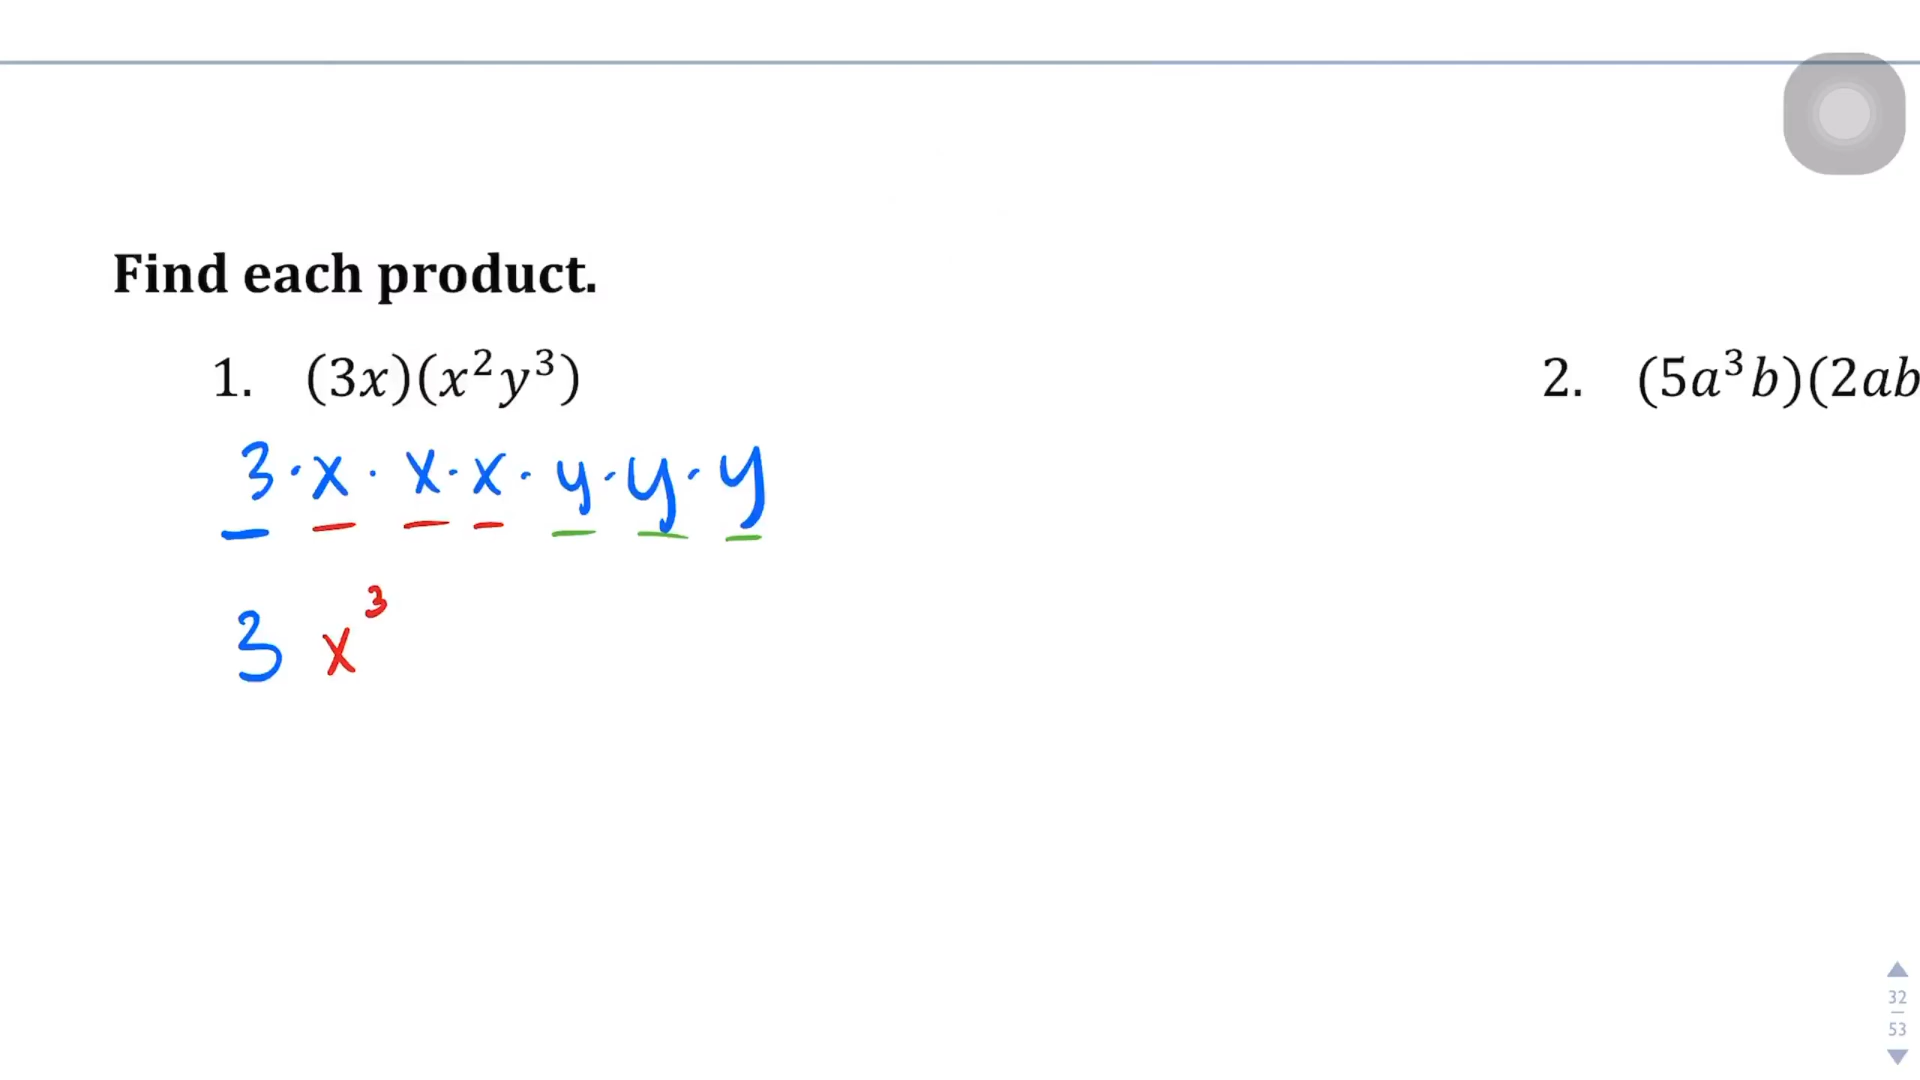 Find each product.
1. (3x)(x²y³)
2. (5a³b)(2ab
3 · x · x · x · y · y · y
3 x³
32
53